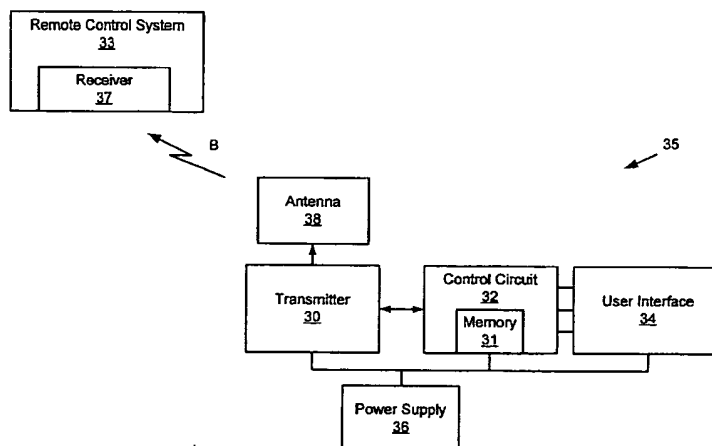 Remote Control System
33
Receiver
37
B
35
Antenna
38
Transmitter
30
Control Circuit
32
Memory
31
User Interface
34
Power Supply
36